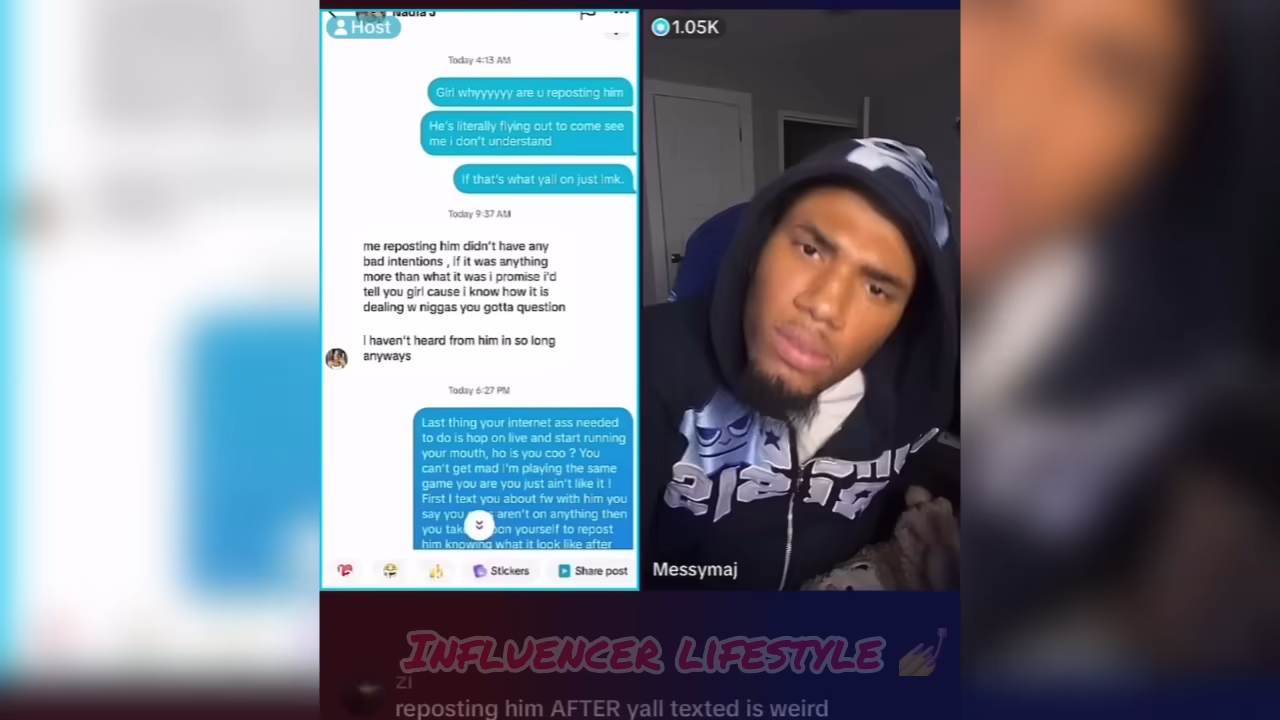 Nadia J
Host
Today 4:13 AM
Girl whyyyyyy are u reposting him
He's literally flying out to come see
me i don't understand
If that's what yall on just lmk.
Today 9:37 AM
me reposting him didn't have any
bad intentions , if it was anything
more than what it was i promise i'd
tell you girl cause i know how it is
dealing w niggas you gotta question
I haven't heard from him in so long
anyways
Today 6:27 PM
Last thing your internet ass needed
to do is hop on live and start running
your mouth, ho is you coo ? You
can't get mad I'm playing the same
game you are you just ain't like it !
First I text you about fw with him you
say you aren't on anything then
you yourself to repost
him knowing what it look like after
Stickers
Share post
1.05K
Messymaj
INFLUENCER LIFESTYLE
ZI
reposting him AFTER yall texted is weird